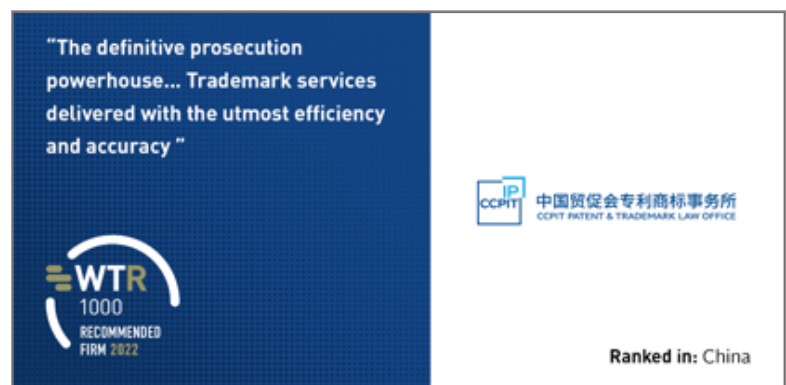 "The definitive prosecution
powerhouse... Trademark services
delivered with the utmost efficiency
and accuracy "
WTR
1000
RECOMMENDED
FIRM 2022
IP
CCPIT
中国贸促会专利商标事务所
CCPIT PATENT & TRADEMARK LAW OFFICE
Ranked in: China